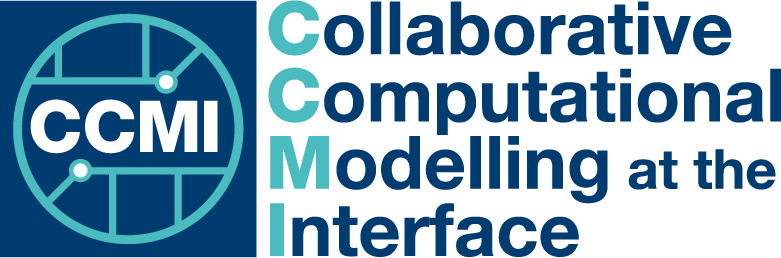 CCMI
Collaborative
Computational
Modelling at the
Interface